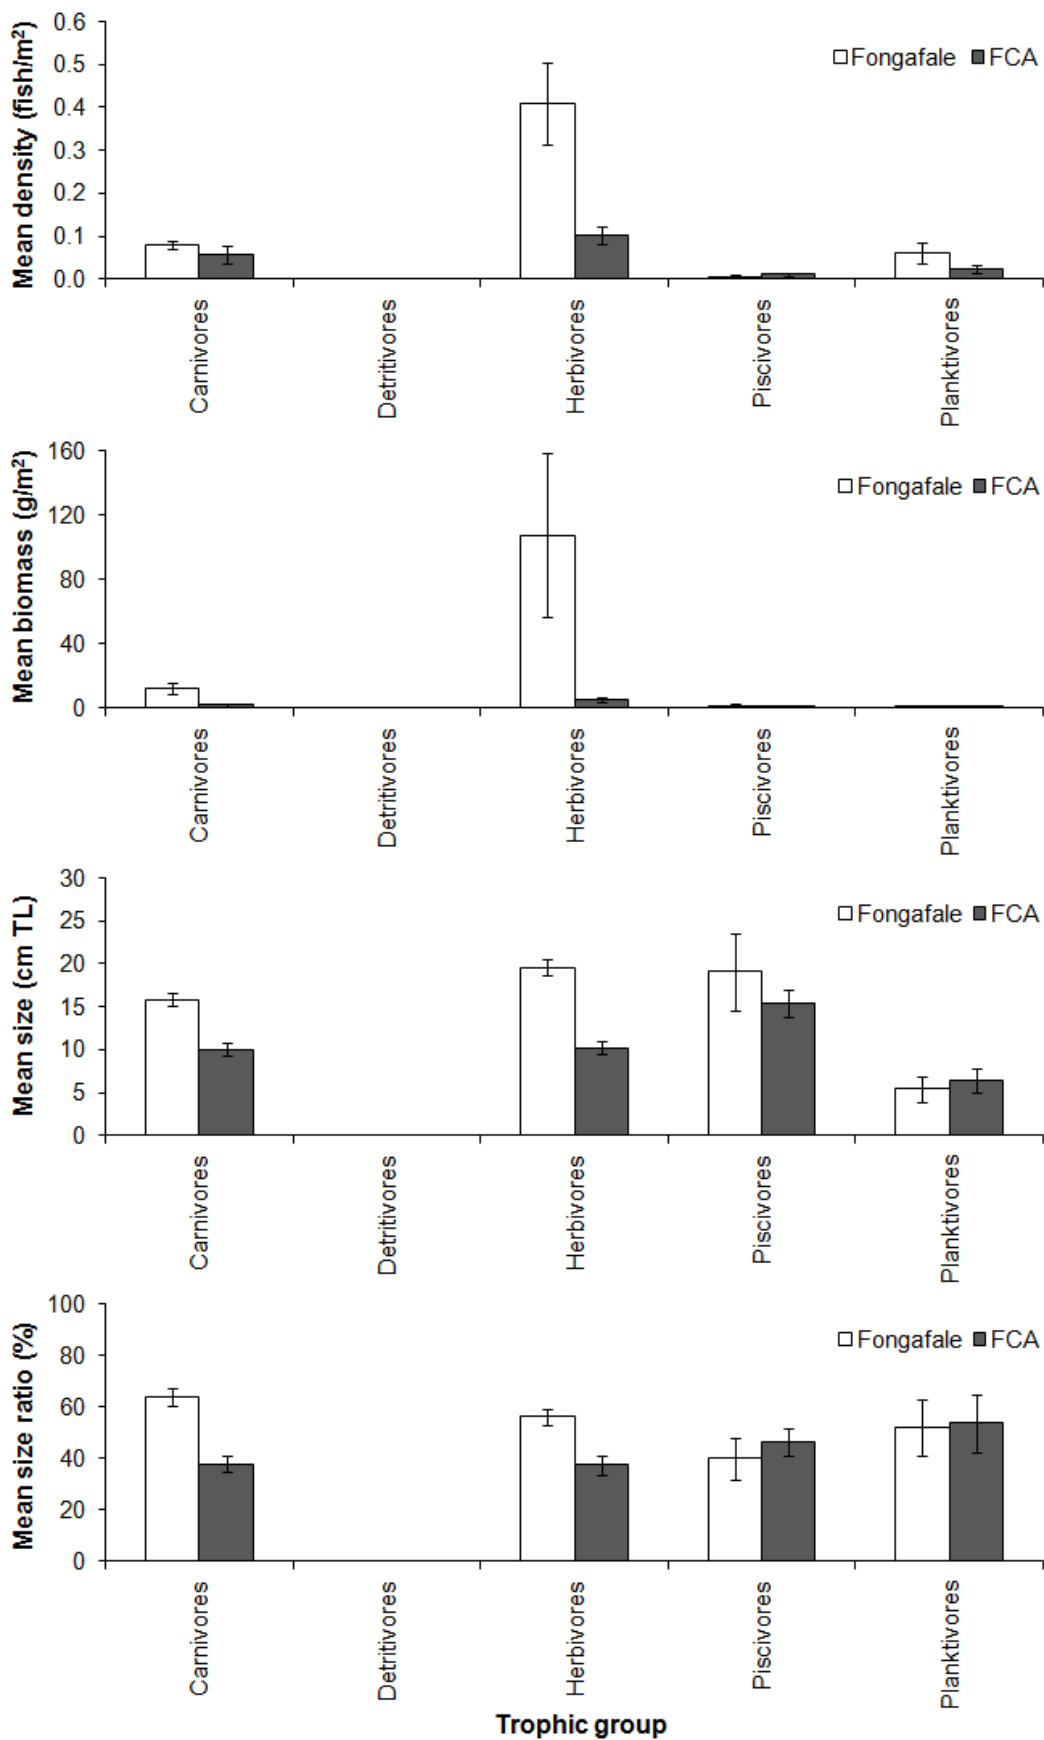 Mean density (fish/m²)
0.6
0.5
0.4
0.3
0.2
0.1
0.0
Fongafale FCA
Carnivores
Detritivores
Herbivores
Piscivores
Planktivores
Mean biomass (g/m²)
160
120
80
40
0
Fongafale FCA
Carnivores
Detritivores
Herbivores
Piscivores
Planktivores
Mean size (cm TL)
30
25
20
15
10
5
0
Fongafale FCA
Carnivores
Detritivores
Herbivores
Piscivores
Planktivores
Mean size ratio (%)
100
80
60
40
20
0
Fongafale FCA
Carnivores
Detritivores
Herbivores
Piscivores
Planktivores
Trophic group